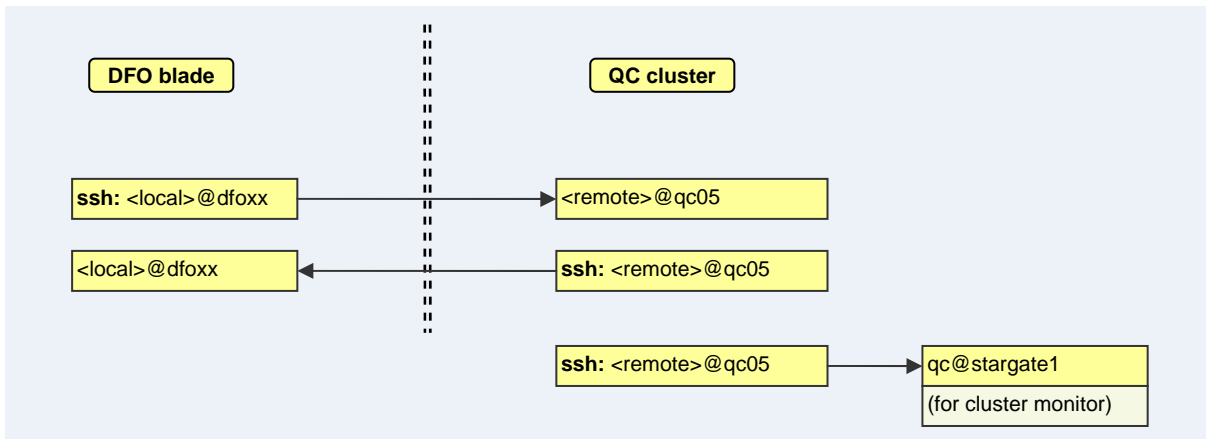 DFO blade
QC cluster
ssh: <local>@dfoxx
<remote>@qc05
<local>@dfoxx
ssh: <remote>@qc05
ssh: <remote>@qc05
qc@stargate1
(for cluster monitor)